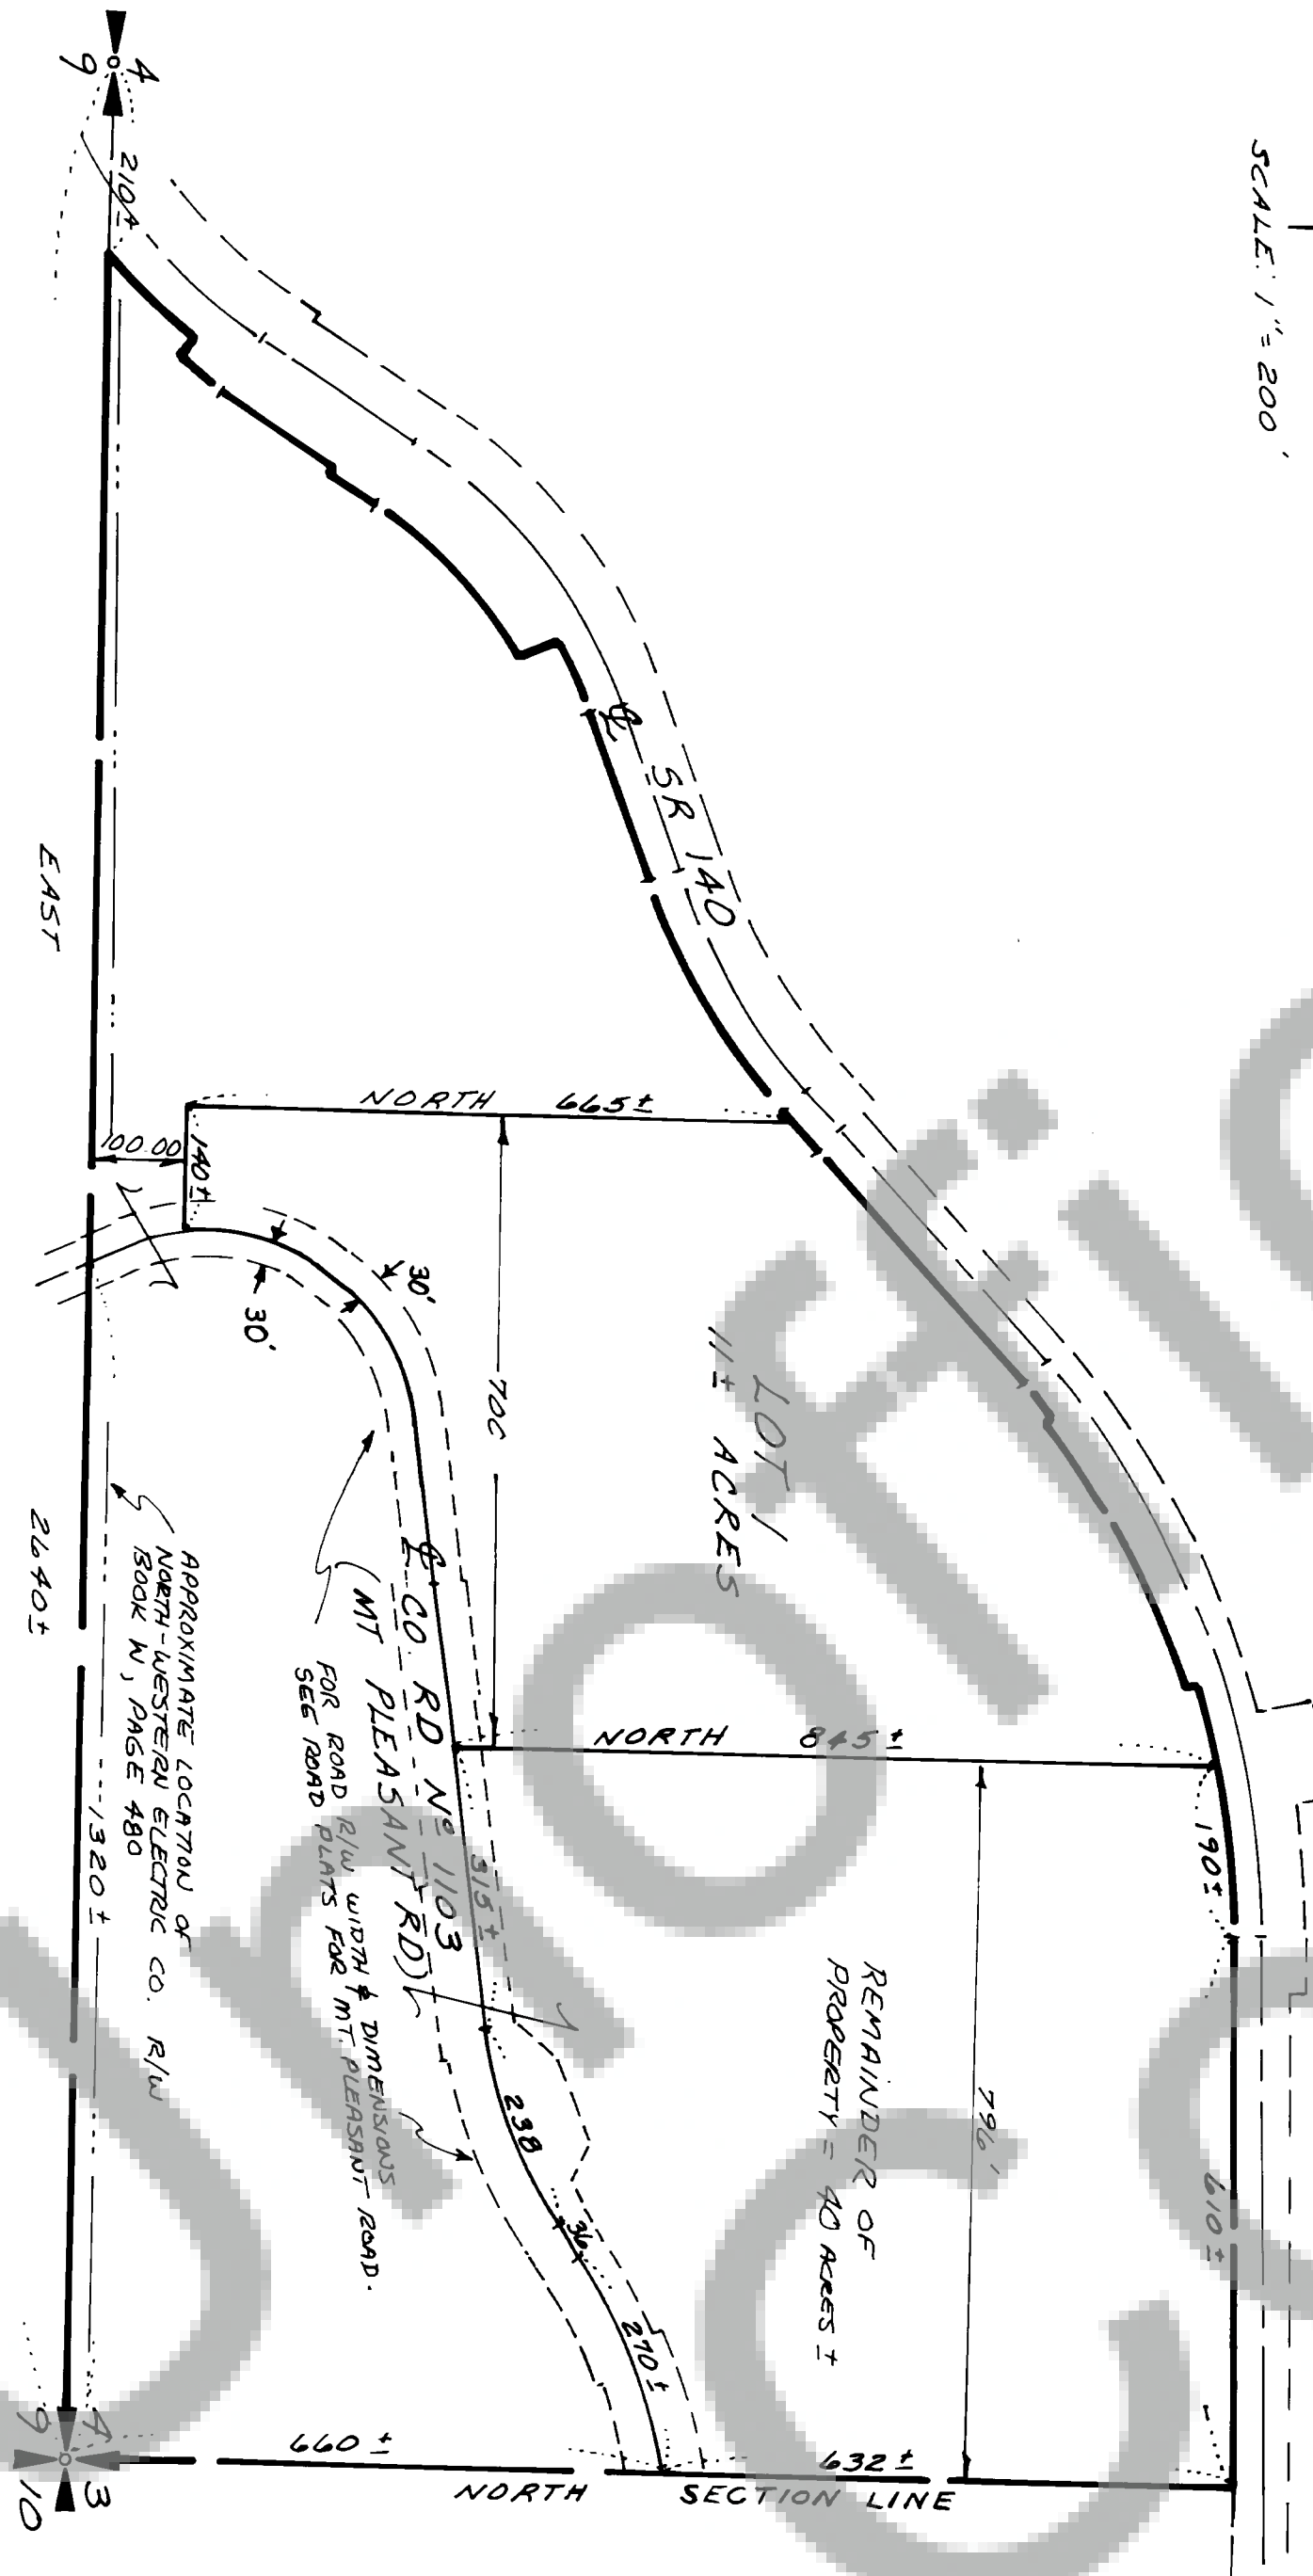 SCALE: 1"= 200'
4
9
210±
SR 140
EAST
NORTH 665±
100.00
140±
30'
30'
700
LOT 1
11± ACRES
CO. RD Nº 1103
(MT PLEASANT RD)
FOR ROAD R/W WIDTH & DIMENSIONS
SEE ROAD PLATS FOR MT. PLEASANT ROAD.
APPROXIMATE LOCATION OF
NORTH-WESTERN ELECTRIC CO. R/W
BOOK W, PAGE 480
2640±
1320±
NORTH 845±
190±
315±
238
36
270±
REMAINDER OF
PROPERTY = 40 ACRES ±
796'
610±
660±
632±
NORTH SECTION LINE
4
3
9
10